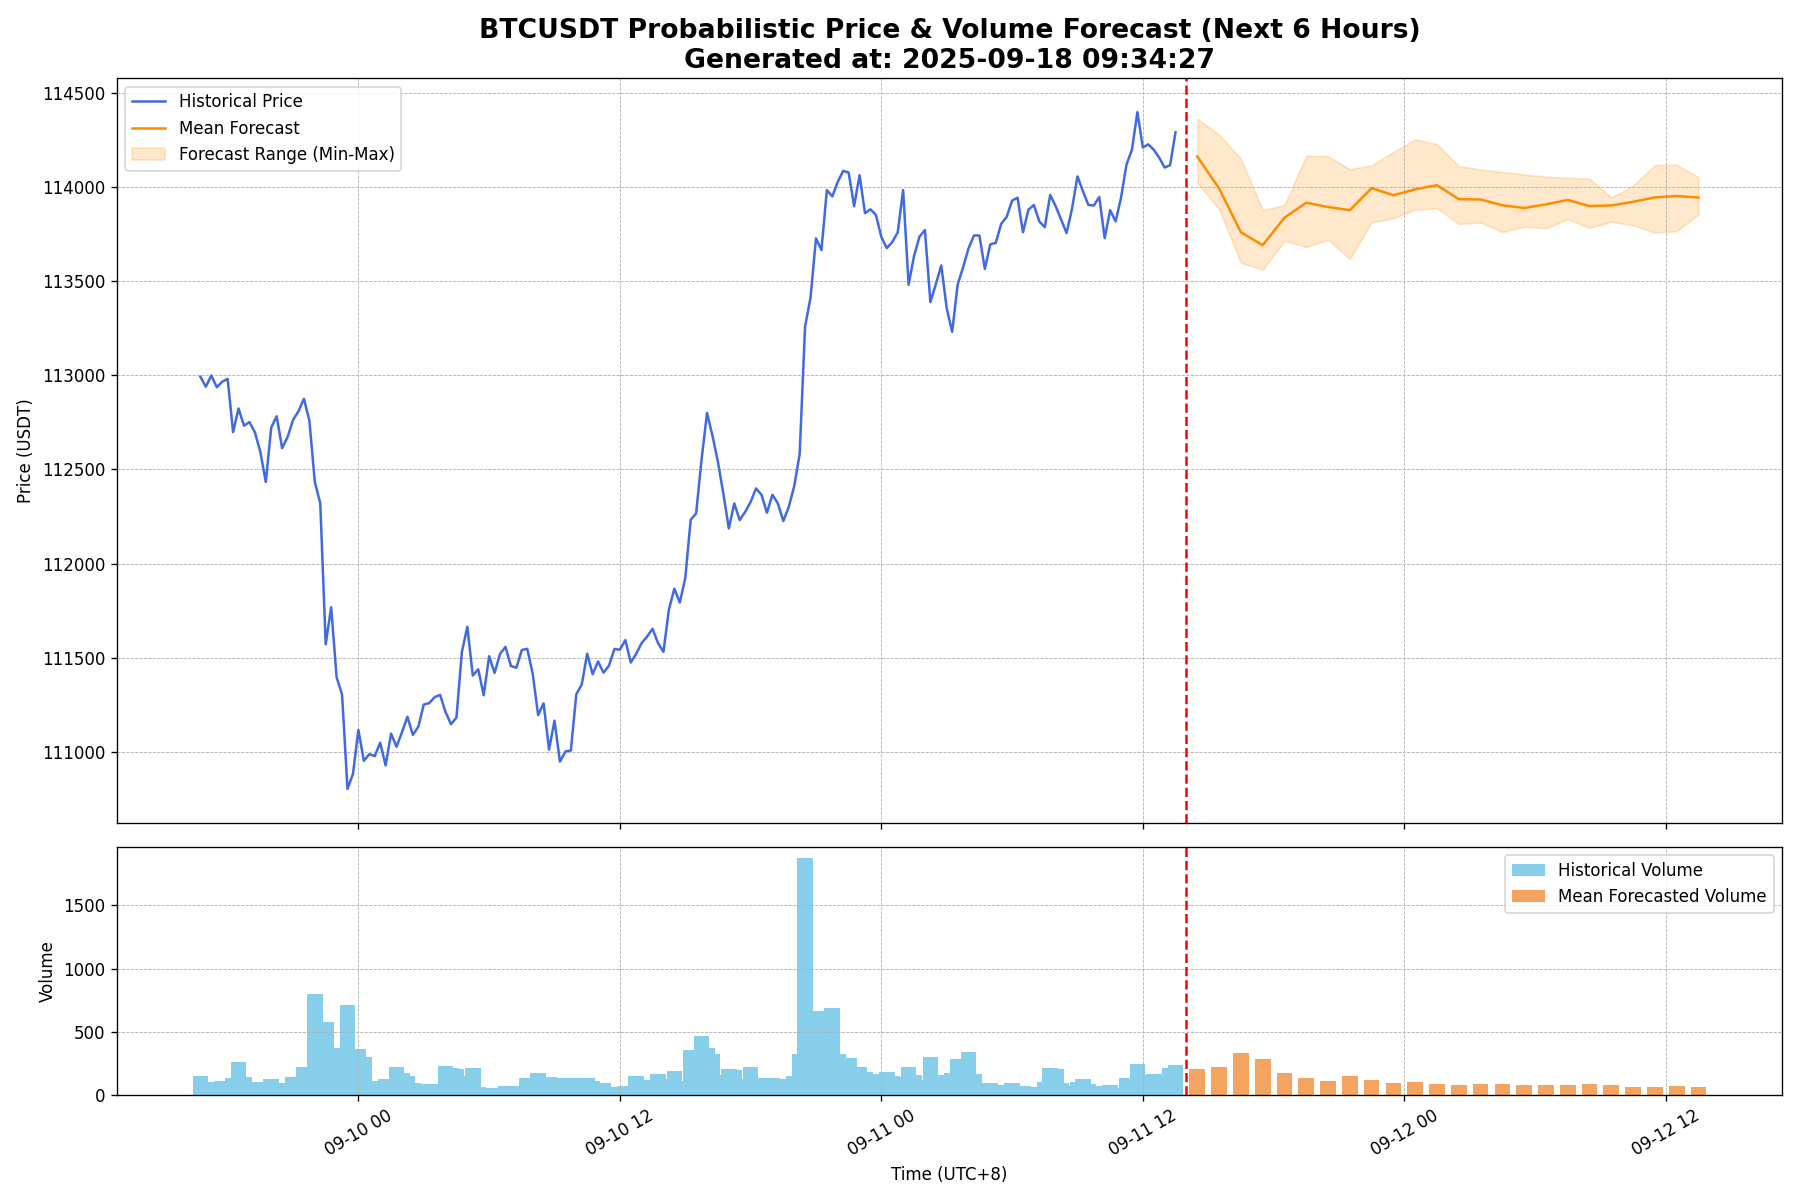 BTCUSDT Probabilistic Price & Volume Forecast (Next 6 Hours)
Generated at: 2025-09-18 09:34:27
Historical Price
Mean Forecast
Forecast Range (Min-Max)
Price (USDT)
114500
114000
113500
113000
112500
112000
111500
111000
Historical Volume
Mean Forecasted Volume
Volume
1500
1000
500
0
09-10 00
09-10 12
09-11 00
09-11 12
09-12 00
09-12 12
Time (UTC+8)